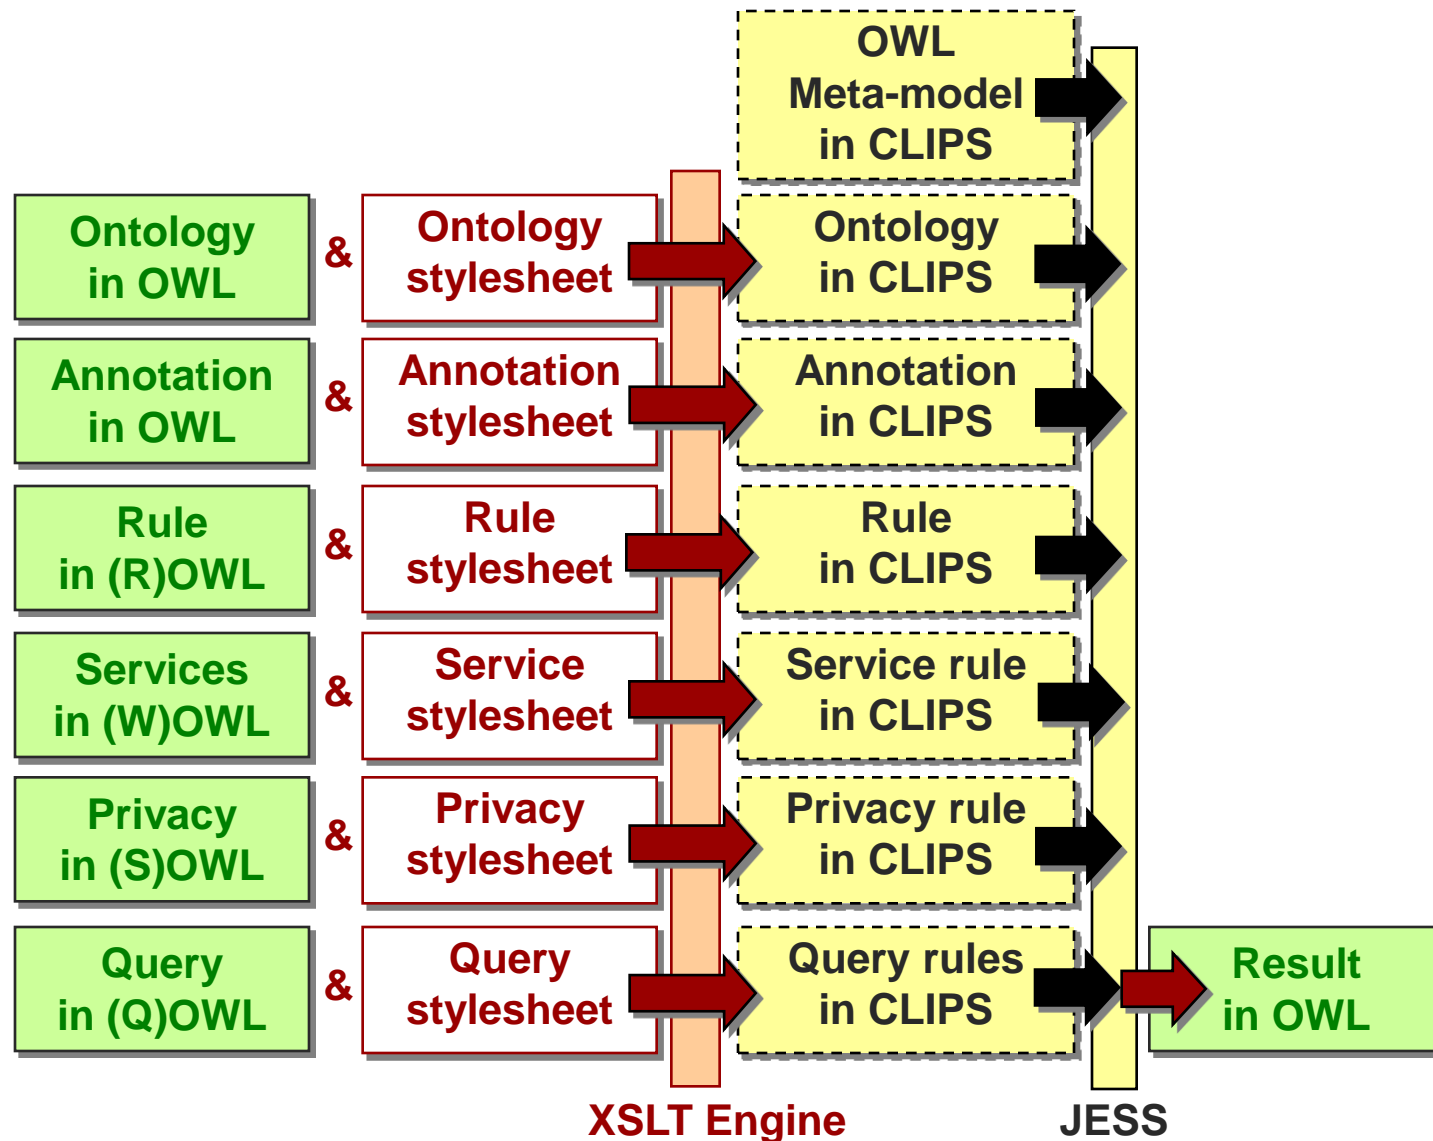 OWL
Meta-model
in CLIPS
Ontology
in OWL
&
Ontology
stylesheet
Ontology
in CLIPS
Annotation
in OWL
&
Annotation
stylesheet
Annotation
in CLIPS
Rule
in (R)OWL
&
Rule
stylesheet
Rule
in CLIPS
Services
in (W)OWL
&
Service
stylesheet
Service rule
in CLIPS
Privacy
in (S)OWL
&
Privacy
stylesheet
Privacy rule
in CLIPS
Query
in (Q)OWL
&
Query
stylesheet
Query rules
in CLIPS
Result
in OWL
XSLT Engine
JESS